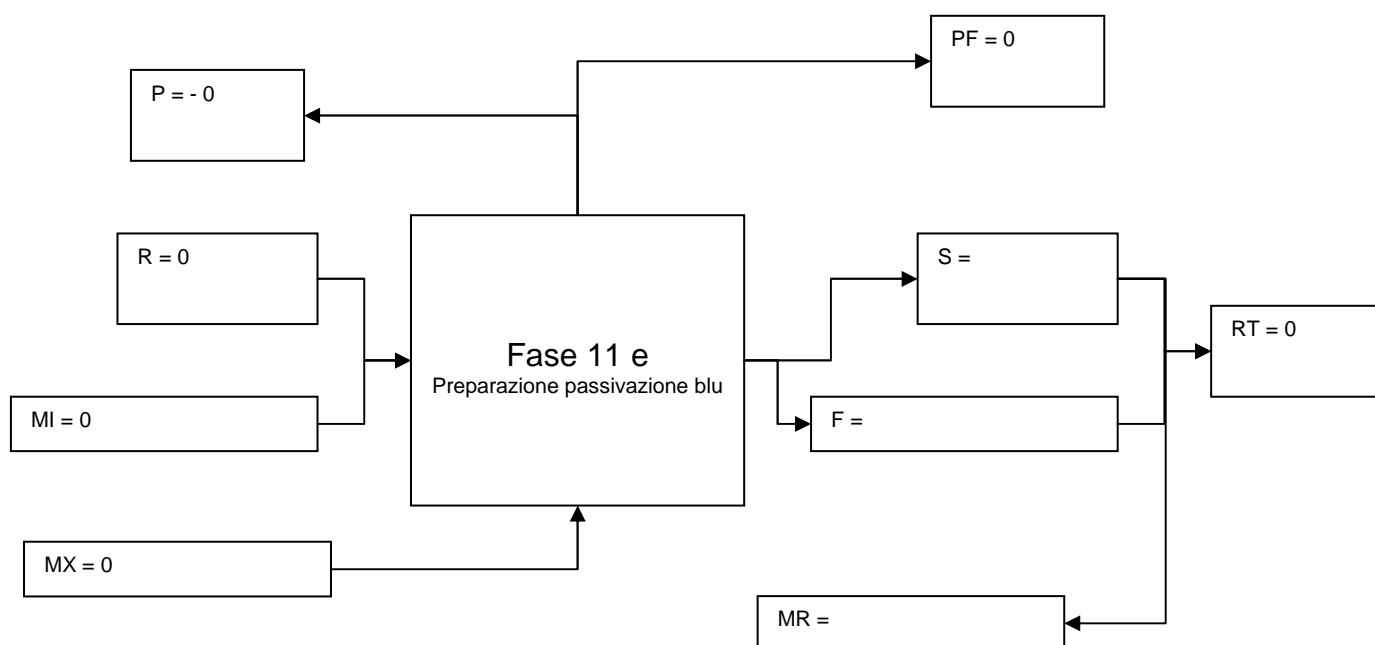 PF = 0
P = - 0
R = 0
S =
RT = 0
Fase 11 e
Preparazione passivazione blu
MI = 0
F =
MX = 0
MR =